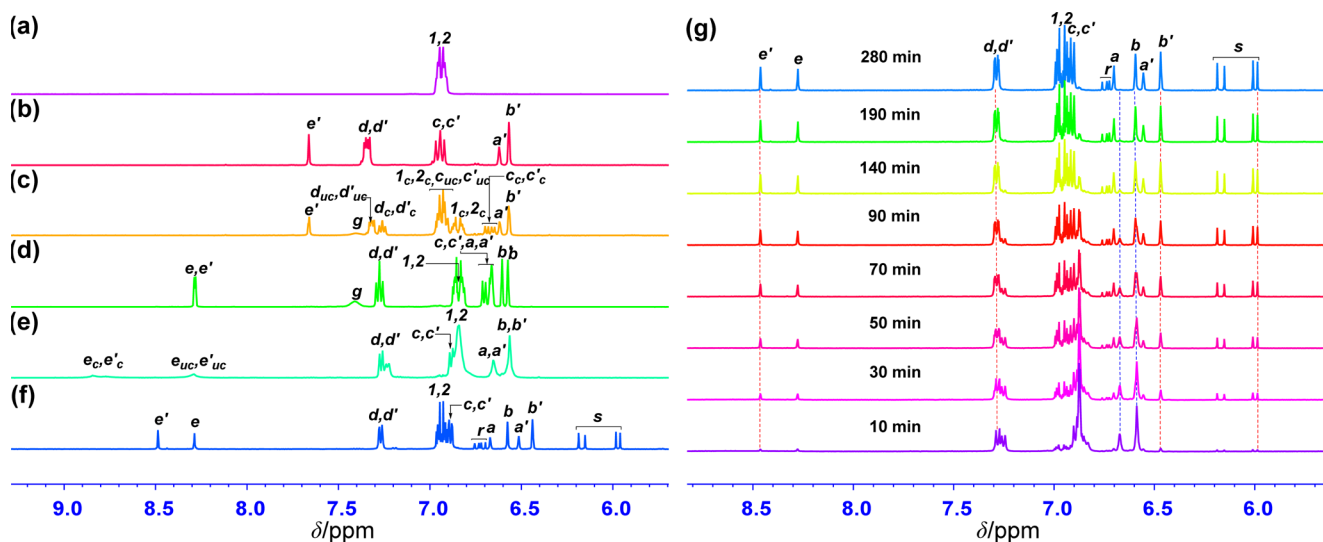 (a)
1,2
(b)
e' d,d' c,c' a' b'
(c)
e' g d_uc,d'_uc d_c,d'_c 1_c,2_c,c_uc,c'_uc 1_c,2_c c_c,c'_c a' b'
(d)
e,e' g d,d' 1,2 c,c',a,a' b b
(e)
e_c,e'_c e_uc,e'_uc d,d' c,c' 1,2 a,a' b,b'
(f)
e' e d,d' 1,2 c,c' r a b a' b' s
9.0 8.5 8.0 7.5 7.0 6.5 6.0
δ/ppm
(g)
e' e d,d' 1,2 c,c' r a b a' b' s
280 min
190 min
140 min
90 min
70 min
50 min
30 min
10 min
8.5 8.0 7.5 7.0 6.5 6.0
δ/ppm